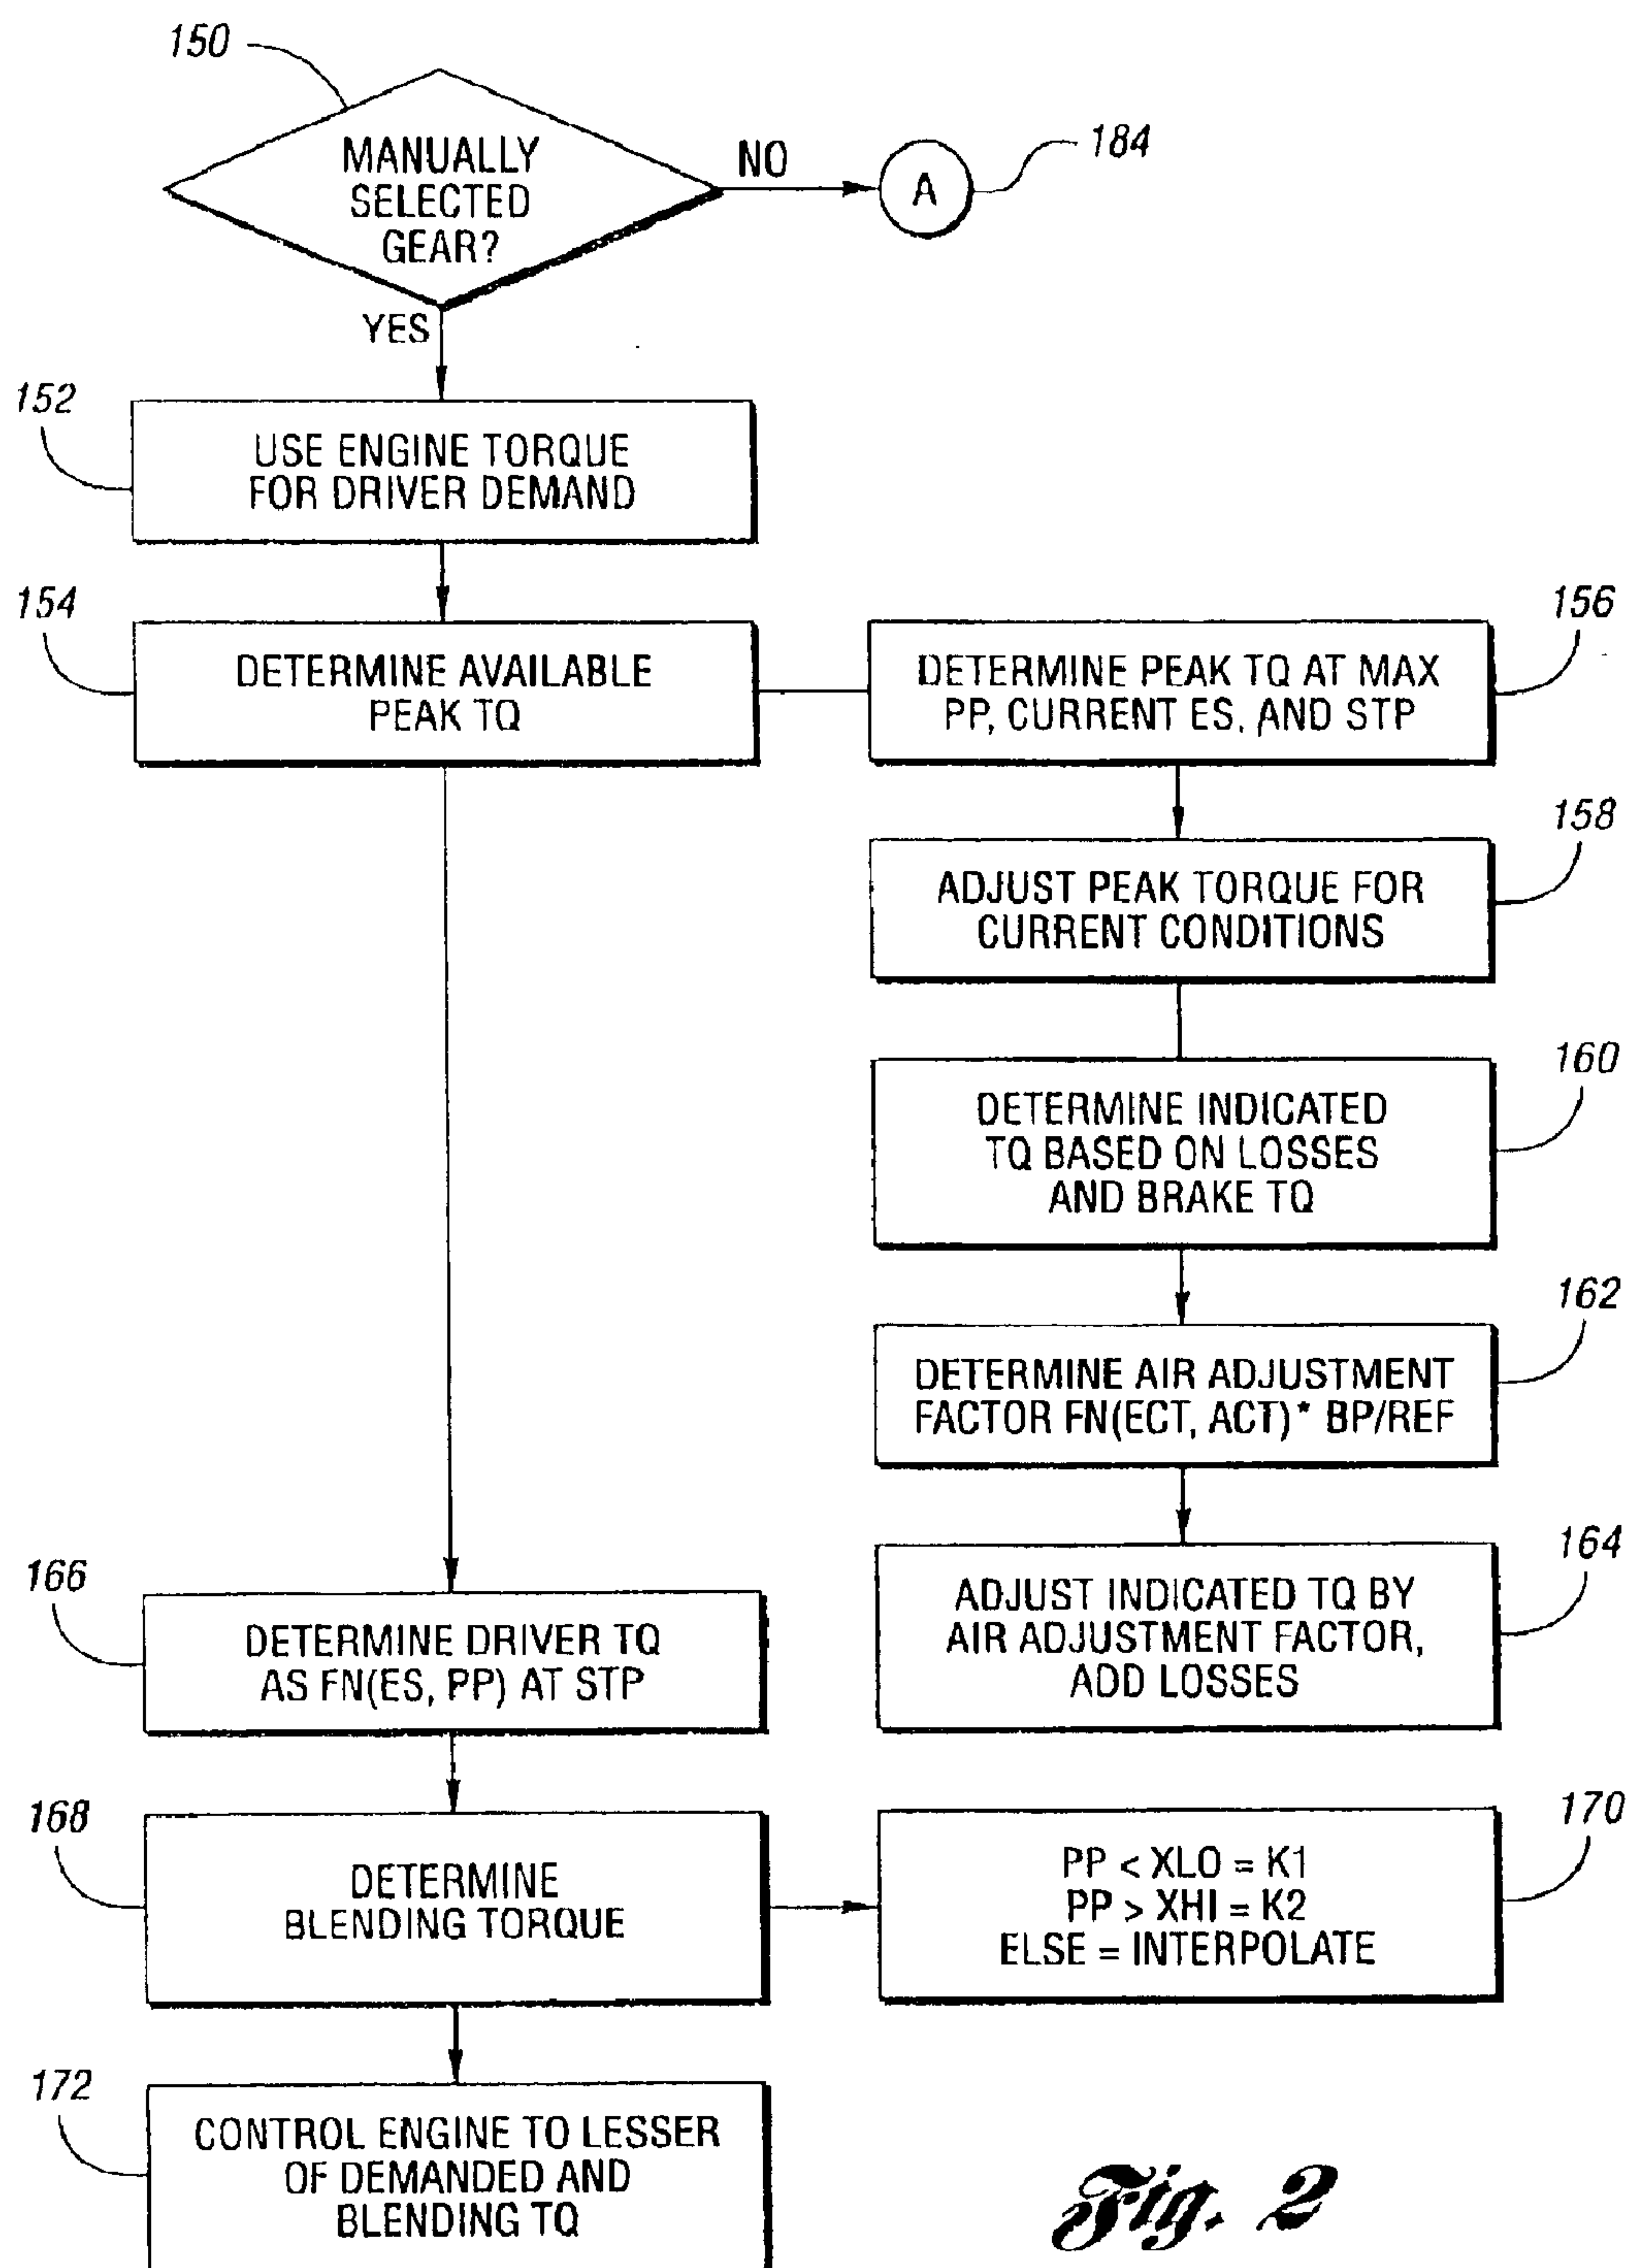 150
MANUALLY
SELECTED
GEAR?
NO
A
184
YES
152
USE ENGINE TORQUE
FOR DRIVER DEMAND
154
DETERMINE AVAILABLE
PEAK TQ
156
DETERMINE PEAK TQ AT MAX
PP, CURRENT ES, AND STP
158
ADJUST PEAK TORQUE FOR
CURRENT CONDITIONS
160
DETERMINE INDICATED
TQ BASED ON LOSSES
AND BRAKE TQ
162
DETERMINE AIR ADJUSTMENT
FACTOR FN(ECT, ACT)* BP/REF
164
ADJUST INDICATED TQ BY
AIR ADJUSTMENT FACTOR,
ADD LOSSES
166
DETERMINE DRIVER TQ
AS FN(ES, PP) AT STP
168
DETERMINE
BLENDING TORQUE
170
PP < XLO = K1
PP > XHI = K2
ELSE = INTERPOLATE
172
CONTROL ENGINE TO LESSER
OF DEMANDED AND
BLENDING TQ
Fig. 2